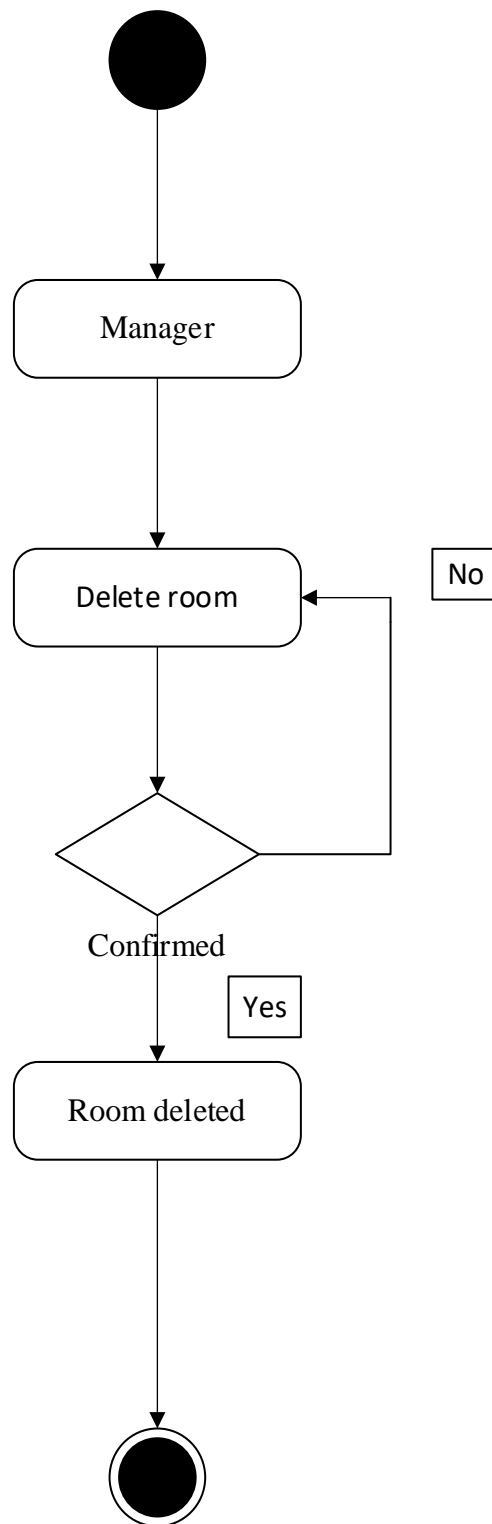 Manager
Delete room
No
Confirmed
Yes
Room deleted